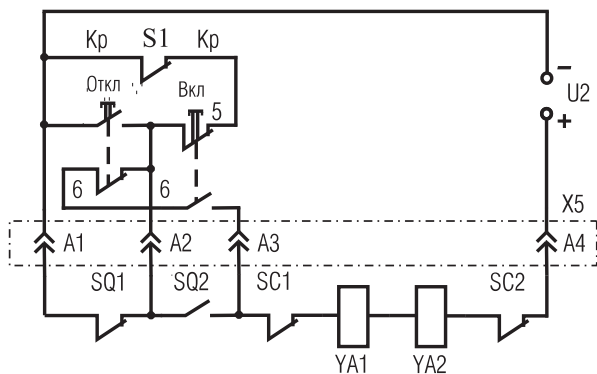 Кр S1 Кр
Откл
Вкл
5
U2
6 6
X5
A1 A2 A3 A4
SQ1 SQ2 SC1 SC2
YA1 YA2